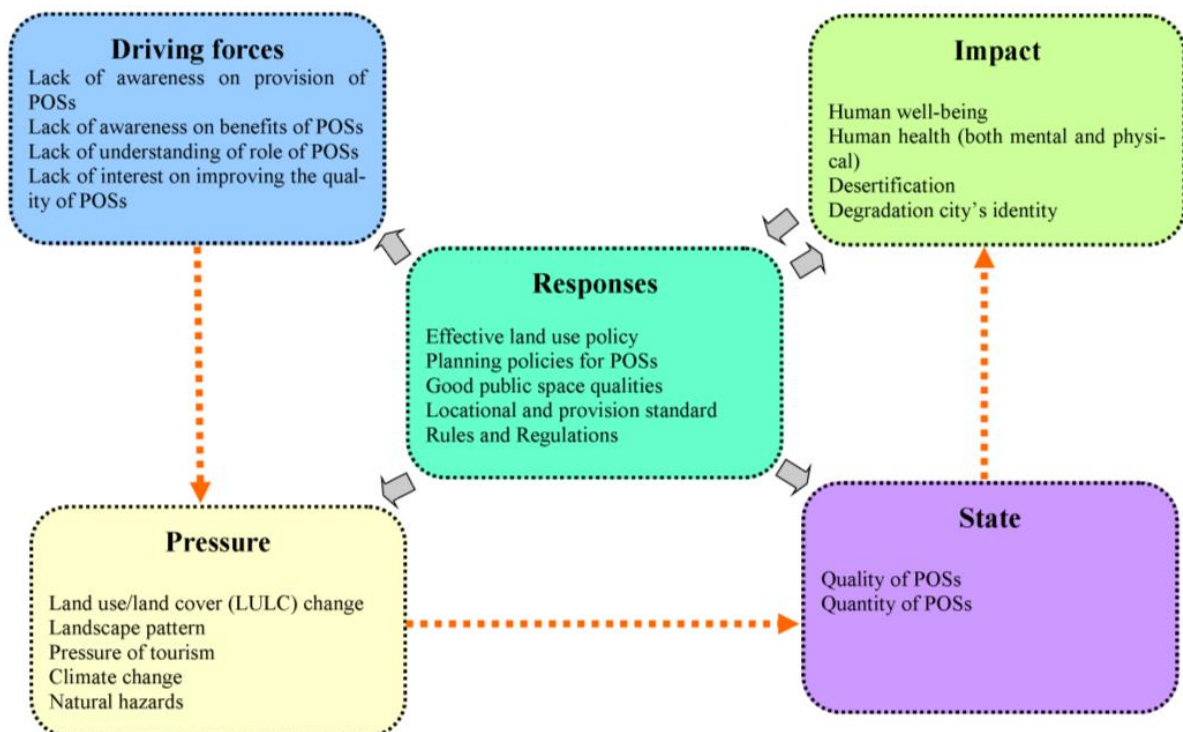 Driving forces
Lack of awareness on provision of
POSs
Lack of awareness on benefits of POSs
Lack of understanding of role of POSs
Lack of interest on improving the qual-
ity of POSs
Impact
Human well-being
Human health (both mental and physi-
cal)
Desertification
Degradation city’s identity
Responses
Effective land use policy
Planning policies for POSs
Good public space qualities
Locational and provision standard
Rules and Regulations
Pressure
Land use/land cover (LULC) change
Landscape pattern
Pressure of tourism
Climate change
Natural hazards
State
Quality of POSs
Quantity of POSs